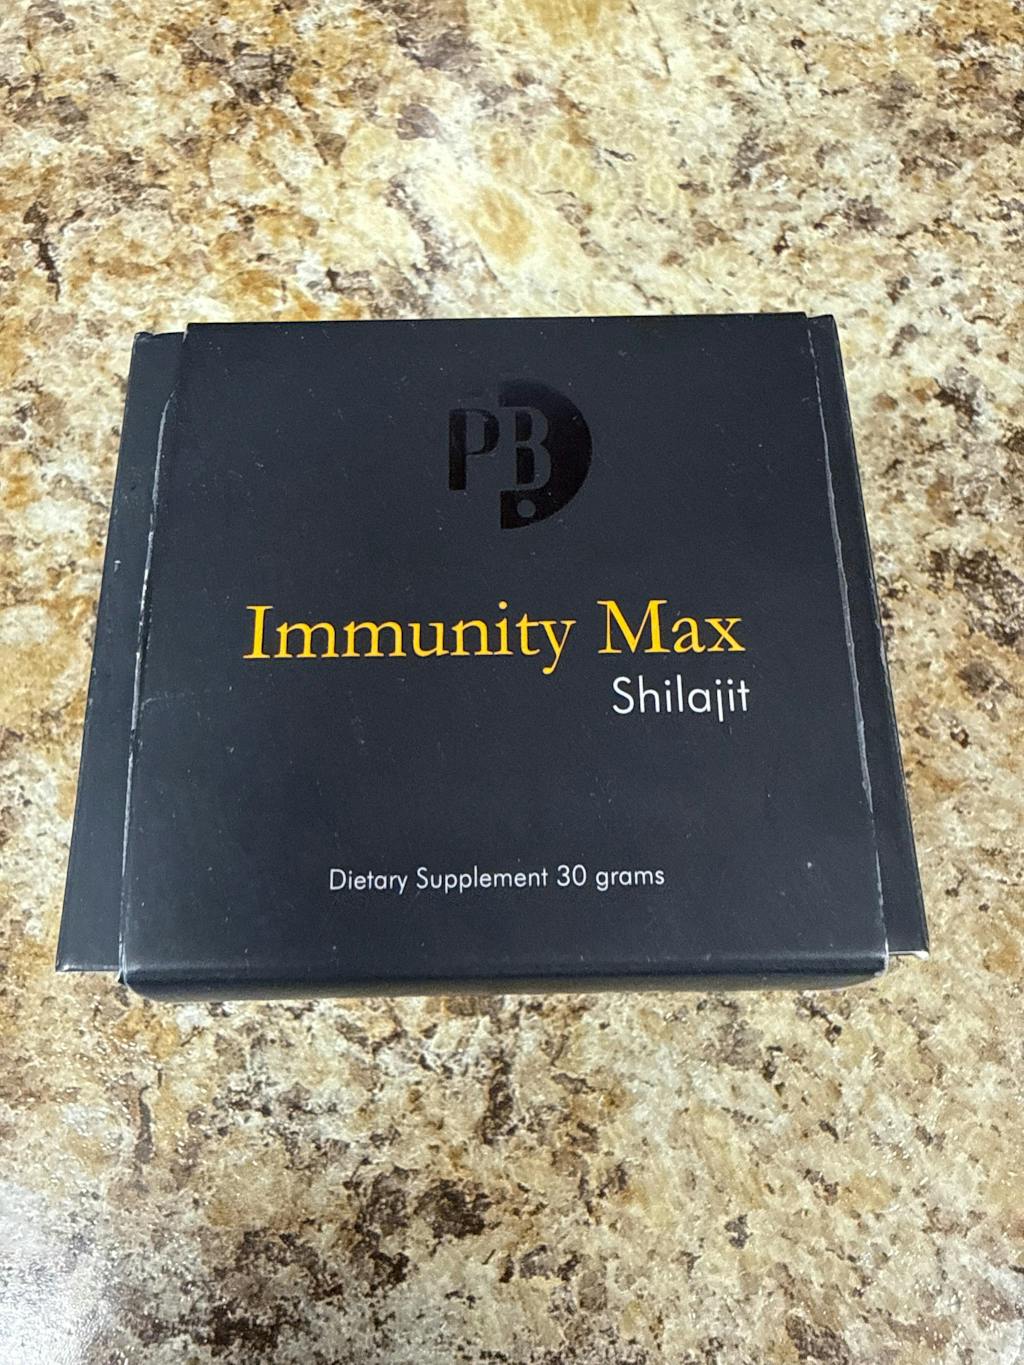 PB
Immunity Max
Shilajit
Dietary Supplement 30 grams